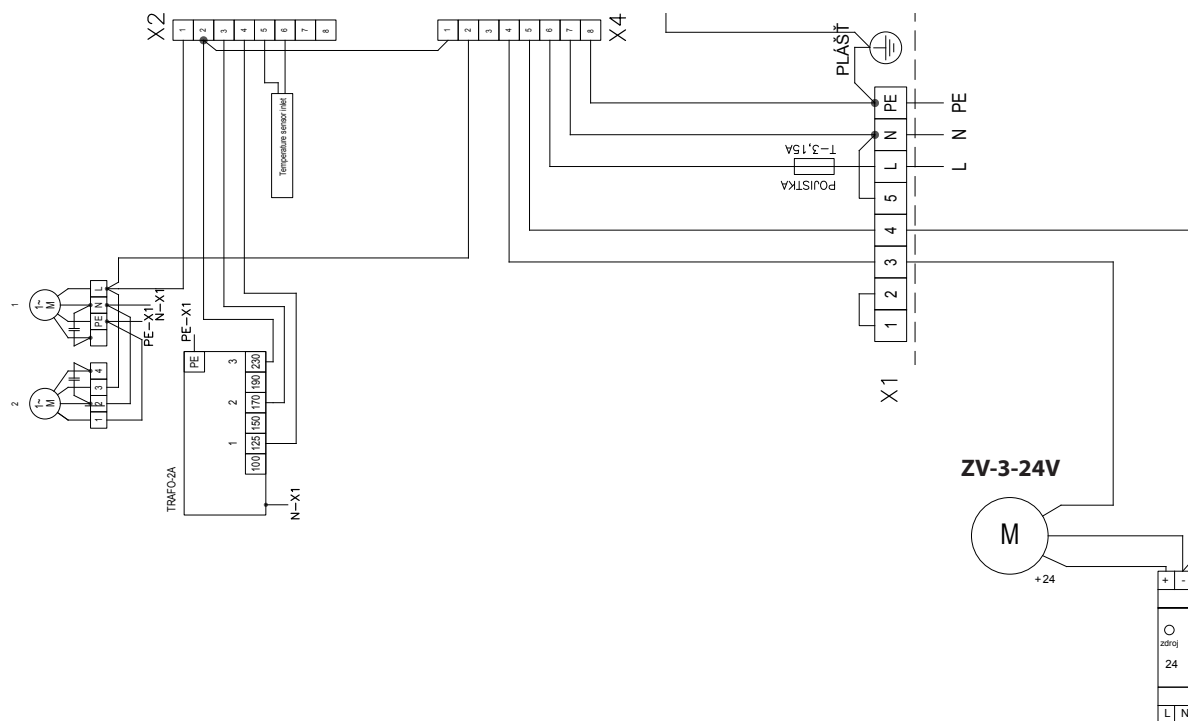 X2
1 2 3 4 5 6 7 8
1 2 3 4 5 6 7 8
X4
Temperature sensor inlet
PLÁŠŤ
PE
PE
N
N
T-3,15A
L
L
POJISTKA
5
4
3
2
1
X1
1
1~
M
L
N
PE
PE-X1
N-X1
2
1~
M
4
3
2
1
PE-X1
PE
3
230
190
2
170
150
1
125
100
TRAFO-2A
N-X1
ZV-3-24V
M
+24
+ -
zdroj
24
L N